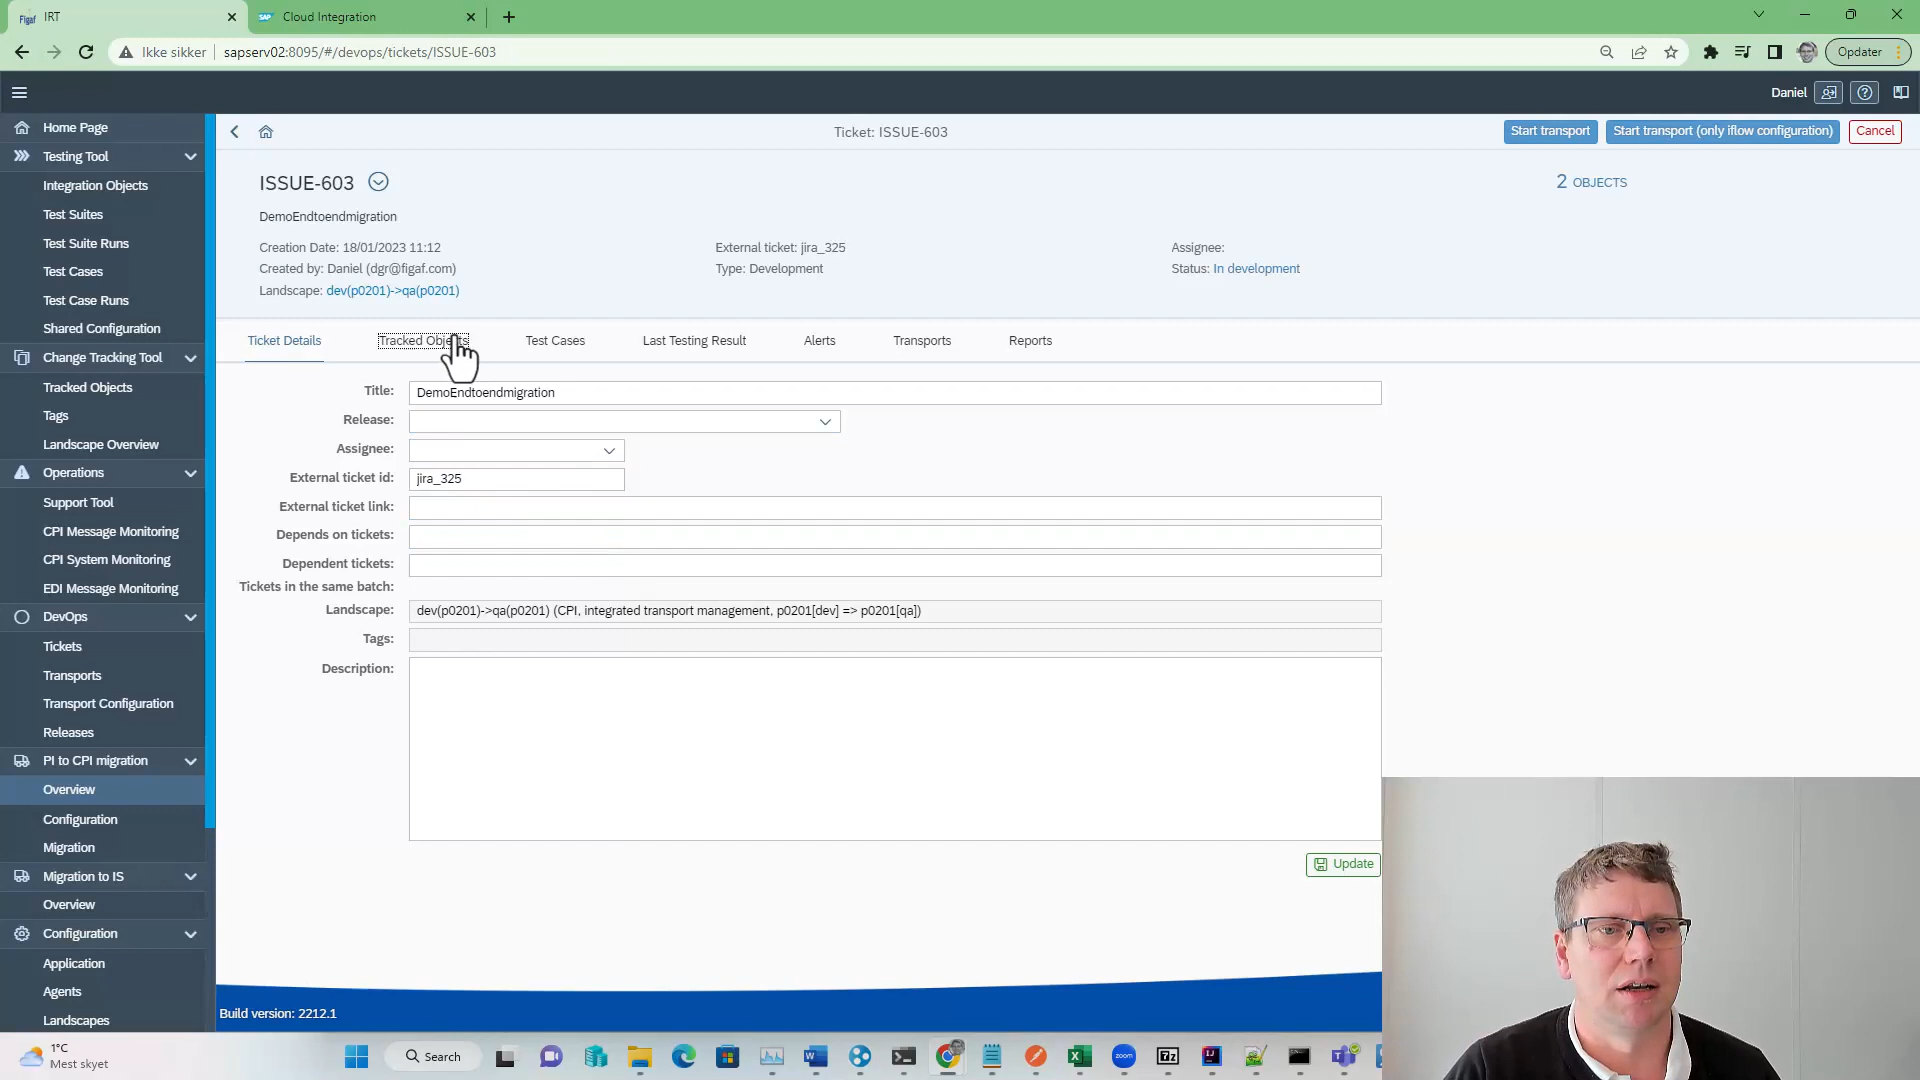 Figaf IRT
SAP Cloud Integration
Ikke sikker sapserv02:8095/#/devops/tickets/ISSUE-603
Opdater
Daniel
Home Page
Testing Tool
Integration Objects
Test Suites
Test Suite Runs
Test Cases
Test Case Runs
Shared Configuration
Change Tracking Tool
Tracked Objects
Tags
Landscape Overview
Operations
Support Tool
CPI Message Monitoring
CPI System Monitoring
EDI Message Monitoring
DevOps
Tickets
Transports
Transport Configuration
Releases
PI to CPI migration
Overview
Configuration
Migration
Migration to IS
Overview
Configuration
Application
Agents
Landscapes
Ticket: ISSUE-603
Start transport
Start transport (only iflow configuration)
Cancel
ISSUE-603
2 OBJECTS
DemoEndtoendmigration
Creation Date: 18/01/2023 11:12
External ticket: jira_325
Assignee:
Created by: Daniel (dgr@figaf.com)
Type: Development
Status: In development
Landscape: dev(p0201)->qa(p0201)
Ticket Details
Tracked Objects
Test Cases
Last Testing Result
Alerts
Transports
Reports
Title: DemoEndtoendmigration
Release:
Assignee:
External ticket id: jira_325
External ticket link:
Depends on tickets:
Dependent tickets:
Tickets in the same batch:
Landscape: dev(p0201)->qa(p0201) (CPI, integrated transport management, p0201[dev] => p0201[qa])
Tags:
Description:
Update
Build version: 2212.1
1°C
Mest skyet
Search
zoom